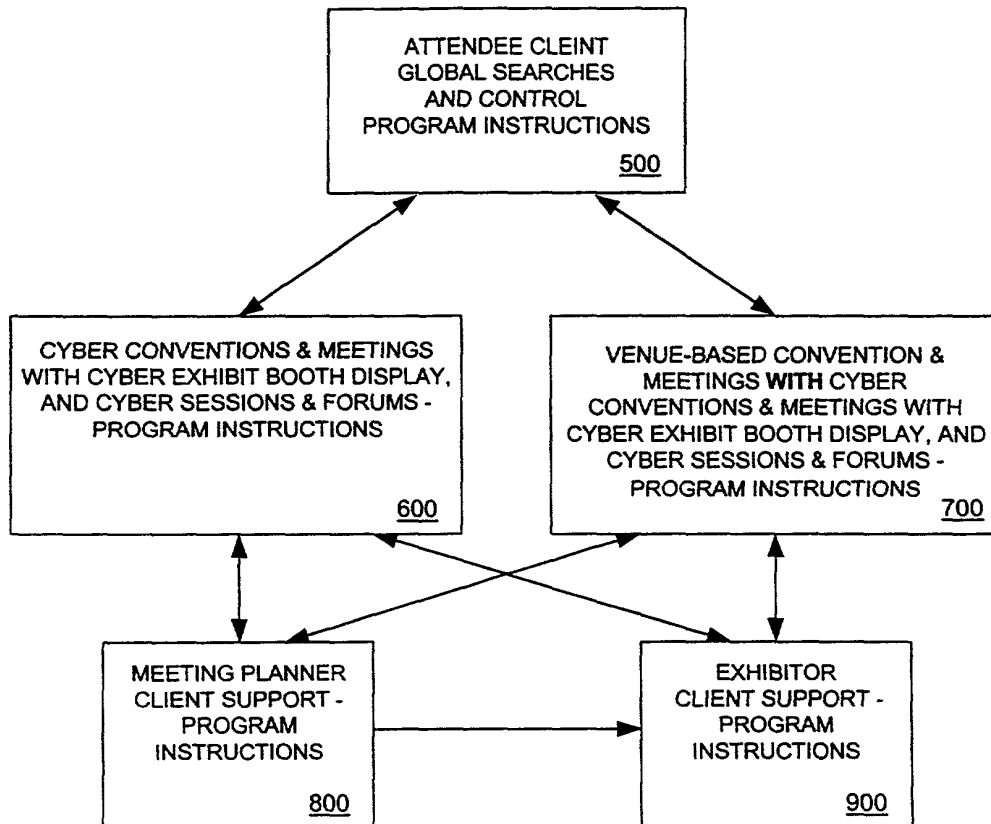 ATTENDEE CLEINT
GLOBAL SEARCHES
AND CONTROL
PROGRAM INSTRUCTIONS
500
CYBER CONVENTIONS & MEETINGS
WITH CYBER EXHIBIT BOOTH DISPLAY,
AND CYBER SESSIONS & FORUMS -
PROGRAM INSTRUCTIONS
600
VENUE-BASED CONVENTION &
MEETINGS WITH CYBER
CONVENTIONS & MEETINGS WITH
CYBER EXHIBIT BOOTH DISPLAY, AND
CYBER SESSIONS & FORUMS -
PROGRAM INSTRUCTIONS
700
MEETING PLANNER
CLIENT SUPPORT -
PROGRAM
INSTRUCTIONS
800
EXHIBITOR
CLIENT SUPPORT -
PROGRAM
INSTRUCTIONS
900